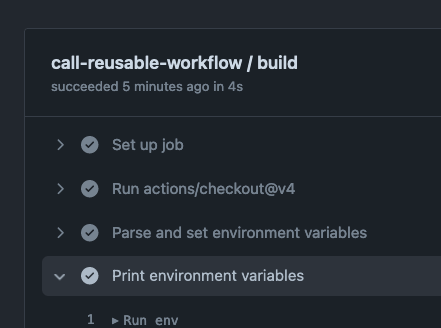 call-reusable-workflow / build
succeeded 5 minutes ago in 4s
Set up job
Run actions/checkout@v4
Parse and set environment variables
Print environment variables
1 ▸ Run env